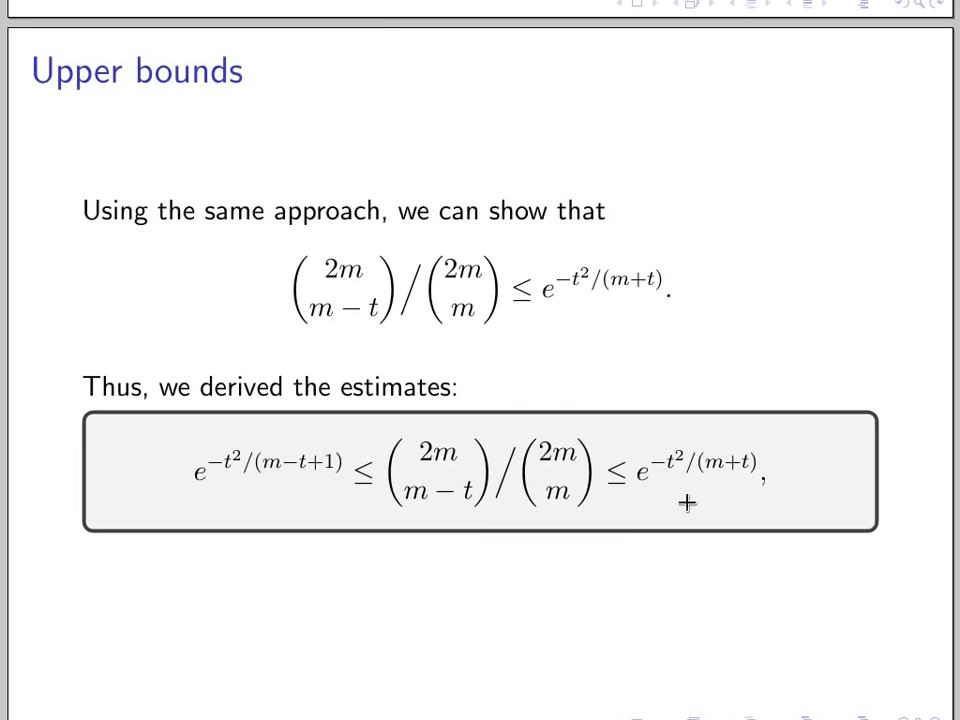 Upper bounds
Using the same approach, we can show that
$\binom{2m}{m-t} / \binom{2m}{m} \leq e^{-t^2/(m+t)}.$
Thus, we derived the estimates:
$e^{-t^2/(m-t+1)} \leq \binom{2m}{m-t} / \binom{2m}{m} \leq e^{-t^2/(m+t)},$